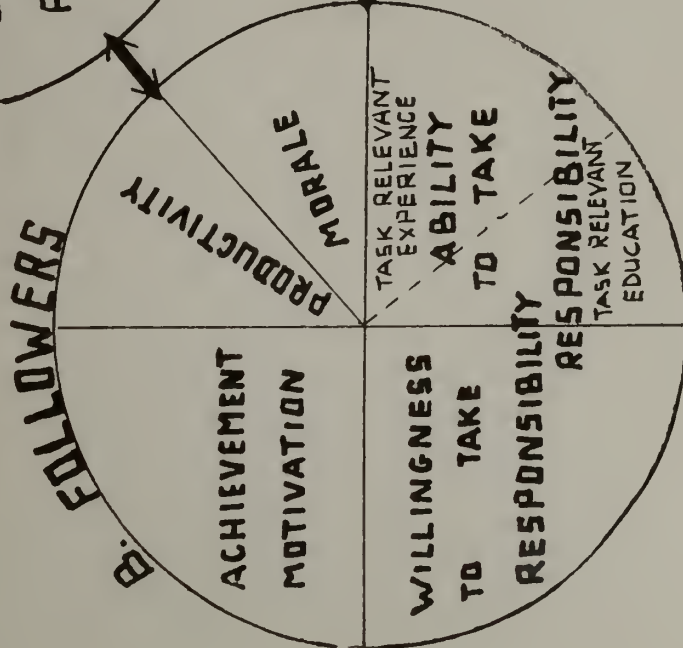 B. FOLLOWERS
ACHIEVEMENT
MOTIVATION
PRODUCTIVITY
MORALE
WILLINGNESS
TO TAKE
RESPONSIBILITY
TASK RELEVANT
EXPERIENCE
ABILITY
TO TAKE
RESPONSIBILITY
TASK RELEVANT
EDUCATION